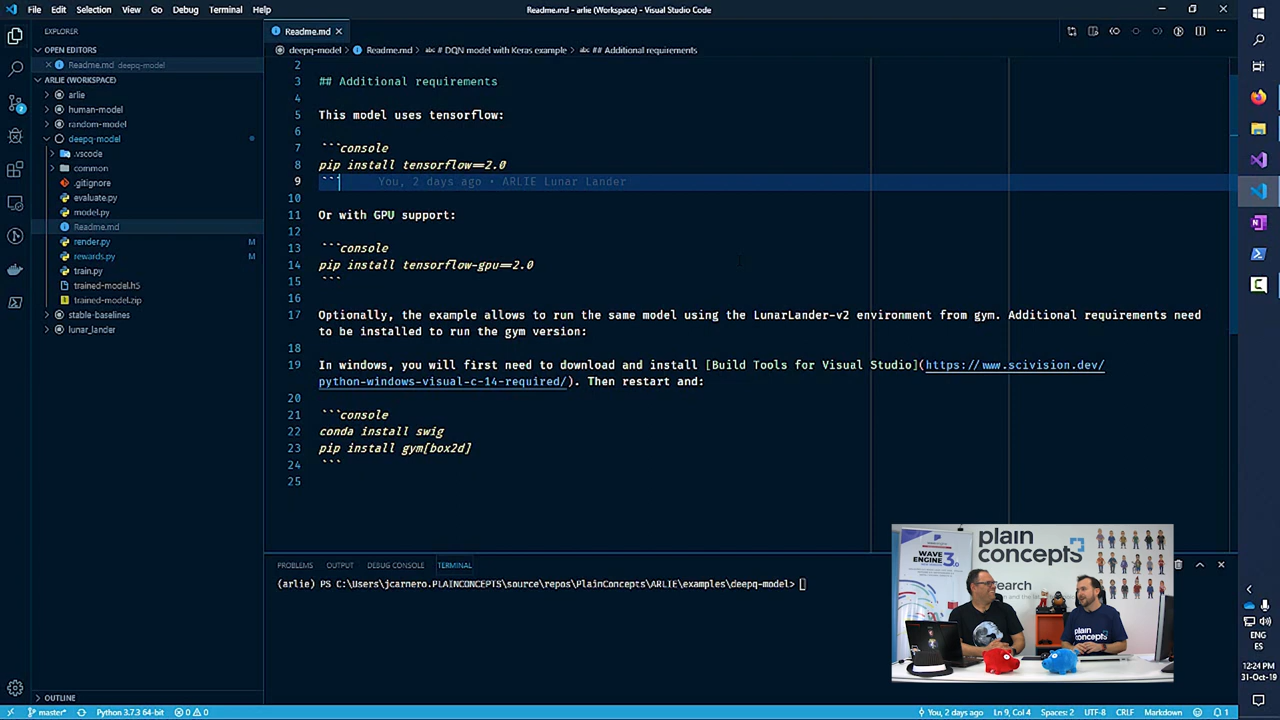 File Edit Selection View Go Debug Terminal Help
Readme.md - arlie (Workspace) - Visual Studio Code
EXPLORER
OPEN EDITORS
Readme.md deepq-model
ARLIE (WORKSPACE)
arlie
human-model
random-model
deepq-model
.vscode
common
.gitignore
evaluate.py
model.py
Readme.md
render.py M
rewards.py M
train.py
trained-model.h5
trained-model.zip
stable-baselines
lunar_lander
OUTLINE
2
Readme.md
deepq-model > Readme.md > # DQN model with Keras example > ## Additional requirements
2
3 ## Additional requirements
4
5 This model uses tensorflow:
6
7 ```console
8 pip install tensorflow==2.0
9 ``` You, 2 days ago • ARLIE Lunar Lander
10
11 Or with GPU support:
12
13 ```console
14 pip install tensorflow-gpu==2.0
15 ```
16
17 Optionally, the example allows to run the same model using the LunarLander-v2 environment from gym. Additional requirements need
to be installed to run the gym version:
18
19 In windows, you will first need to download and install [Build Tools for Visual Studio](https://www.scivision.dev/
python-windows-visual-c-14-required/). Then restart and:
20
21 ```console
22 conda install swig
23 pip install gym[box2d]
24 ```
25
PROBLEMS OUTPUT DEBUG CONSOLE TERMINAL
(arlie) PS C:\Users\jcarnero.PLAINCONCEPTS\source\repos\PlainConcepts\ARLIE\examples\deepq-model>
plain
concepts
search
WAVE
ENGINE
3.0
plain
concepts
master* Python 3.7.3 64-bit 0 0 You, 2 days ago Ln 9, Col 4 Spaces: 2 UTF-8 CRLF Markdown 1
ENG
ES
12:24 PM
31-Oct-19